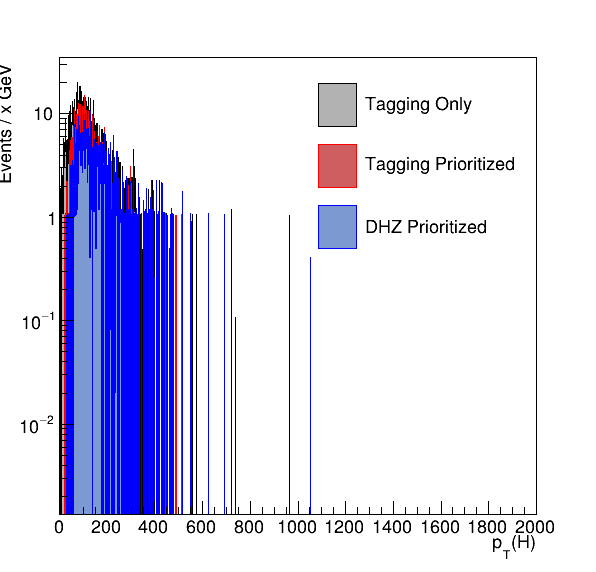 Events / x GeV
10
1
10⁻¹
10⁻²
Tagging Only
Tagging Prioritized
DHZ Prioritized
0 200 400 600 800 1000 1200 1400 1600 1800 2000
p_T(H)